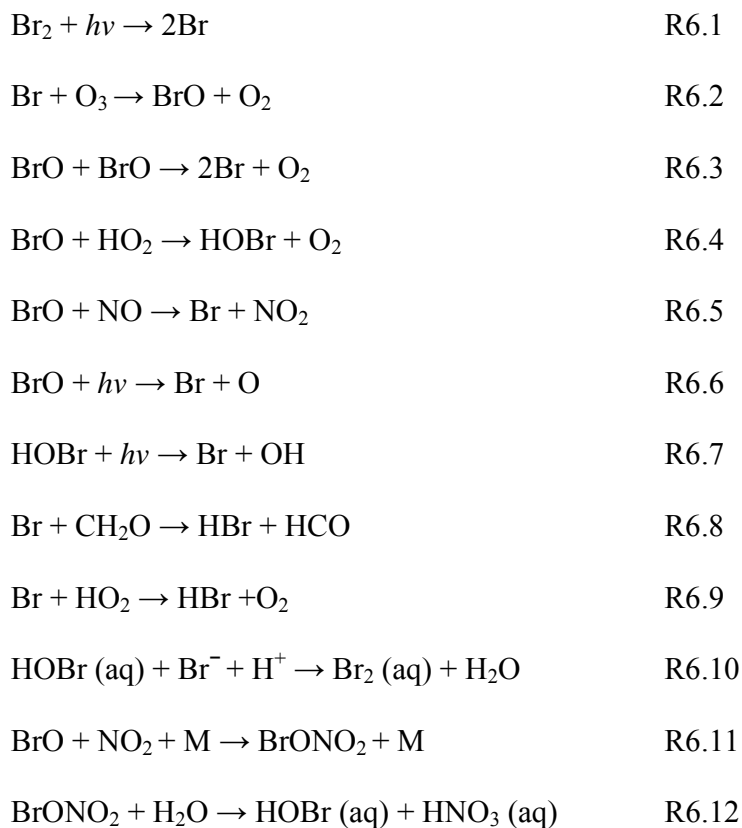 Br₂ + hν → 2Br R6.1
Br + O₃ → BrO + O₂ R6.2
BrO + BrO → 2Br + O₂ R6.3
BrO + HO₂ → HOBr + O₂ R6.4
BrO + NO → Br + NO₂ R6.5
BrO + hν → Br + O R6.6
HOBr + hν → Br + OH R6.7
Br + CH₂O → HBr + HCO R6.8
Br + HO₂ → HBr +O₂ R6.9
HOBr (aq) + Br⁻ + H⁺ → Br₂ (aq) + H₂O R6.10
BrO + NO₂ + M → BrONO₂ + M R6.11
BrONO₂ + H₂O → HOBr (aq) + HNO₃ (aq) R6.12